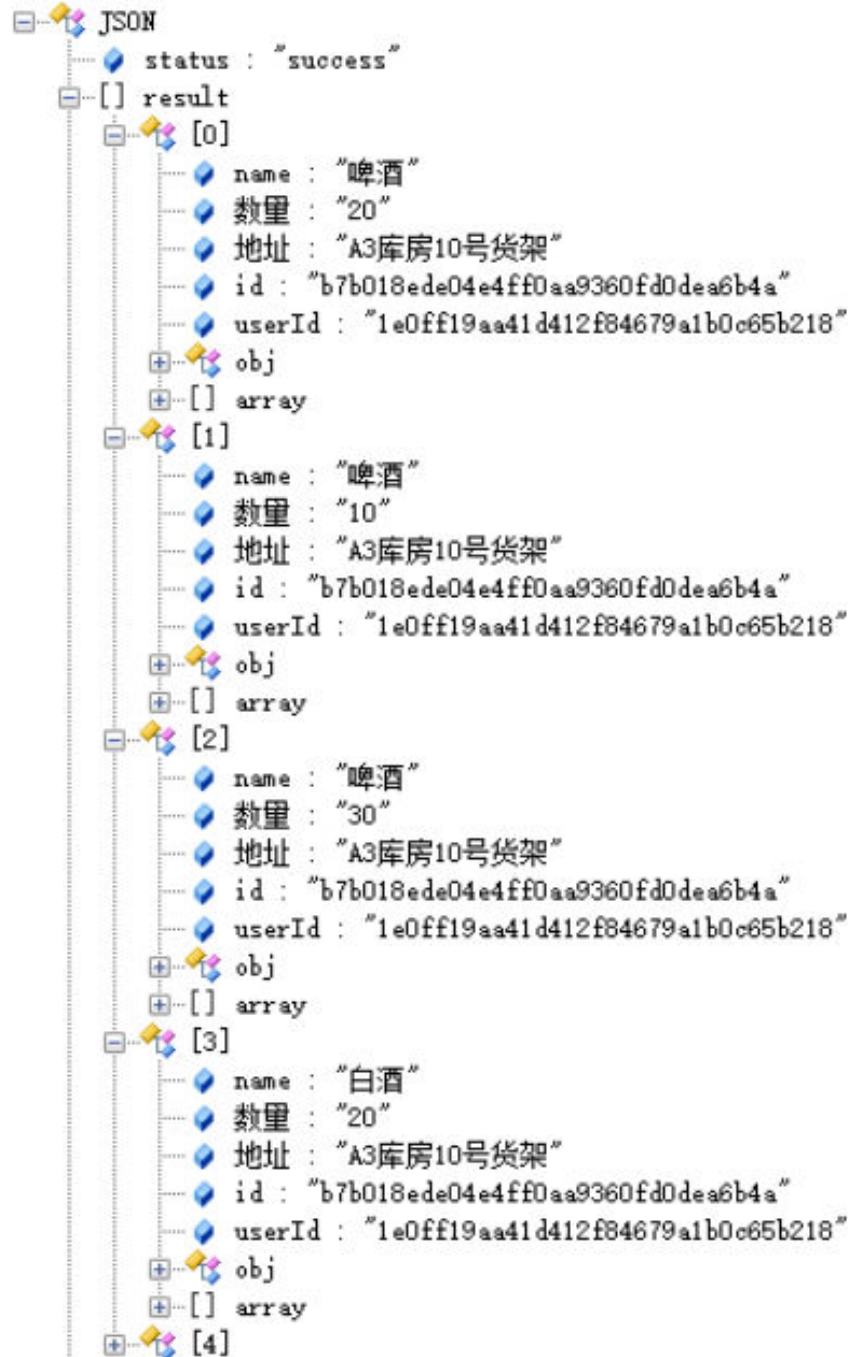 JSON
status : "success"
[] result
[0]
name : "啤酒"
数里 : "20"
地址 : "A3库房10号货架"
id : "b7b018ede04e4ff0aa9360fd0dea6b4a"
userId : "1e0ff19aa41d412f84679a1b0c65b218"
obj
[] array
[1]
name : "啤酒"
数里 : "10"
地址 : "A3库房10号货架"
id : "b7b018ede04e4ff0aa9360fd0dea6b4a"
userId : "1e0ff19aa41d412f84679a1b0c65b218"
obj
[] array
[2]
name : "啤酒"
数里 : "30"
地址 : "A3库房10号货架"
id : "b7b018ede04e4ff0aa9360fd0dea6b4a"
userId : "1e0ff19aa41d412f84679a1b0c65b218"
obj
[] array
[3]
name : "白酒"
数里 : "20"
地址 : "A3库房10号货架"
id : "b7b018ede04e4ff0aa9360fd0dea6b4a"
userId : "1e0ff19aa41d412f84679a1b0c65b218"
obj
[] array
[4]